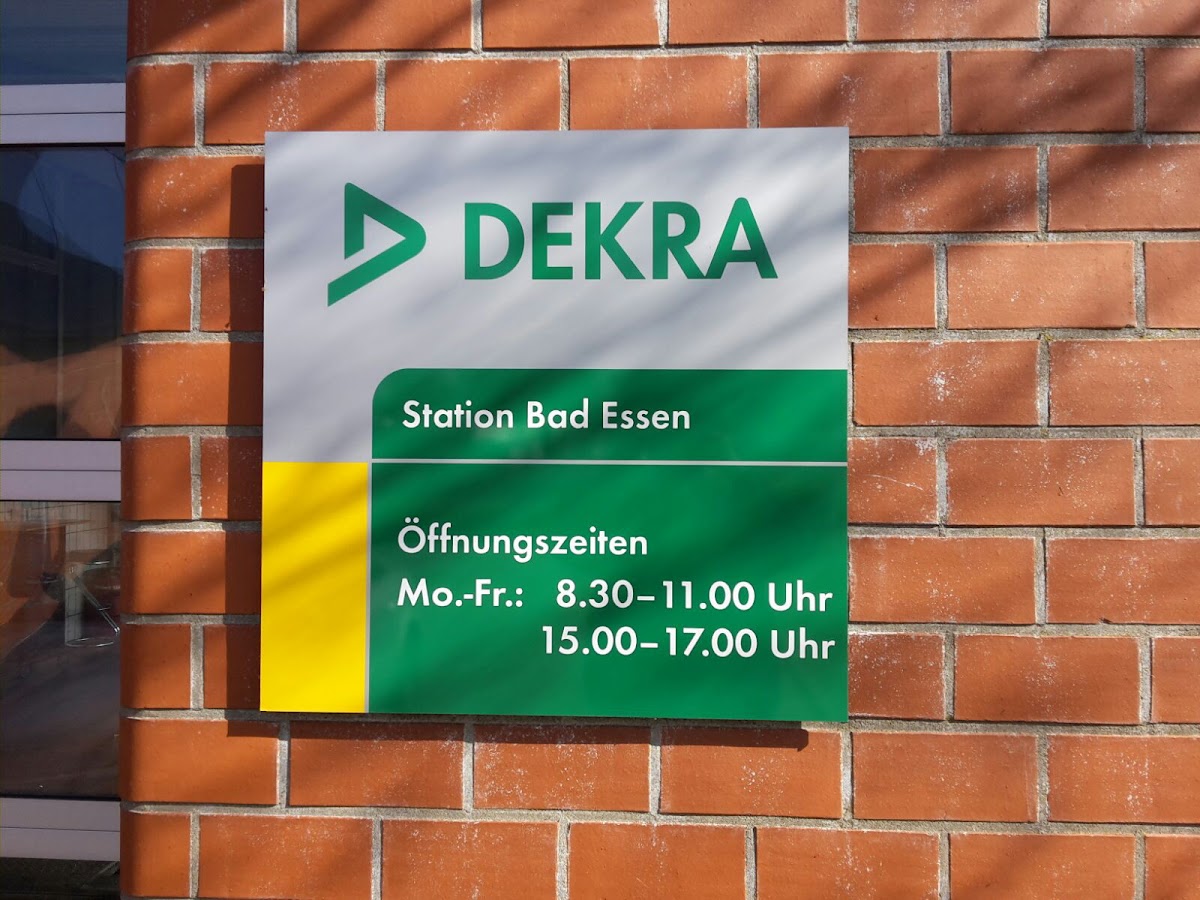 DEKRA
Station Bad Essen
Öffnungszeiten
Mo.-Fr.: 8.30–11.00 Uhr
15.00–17.00 Uhr